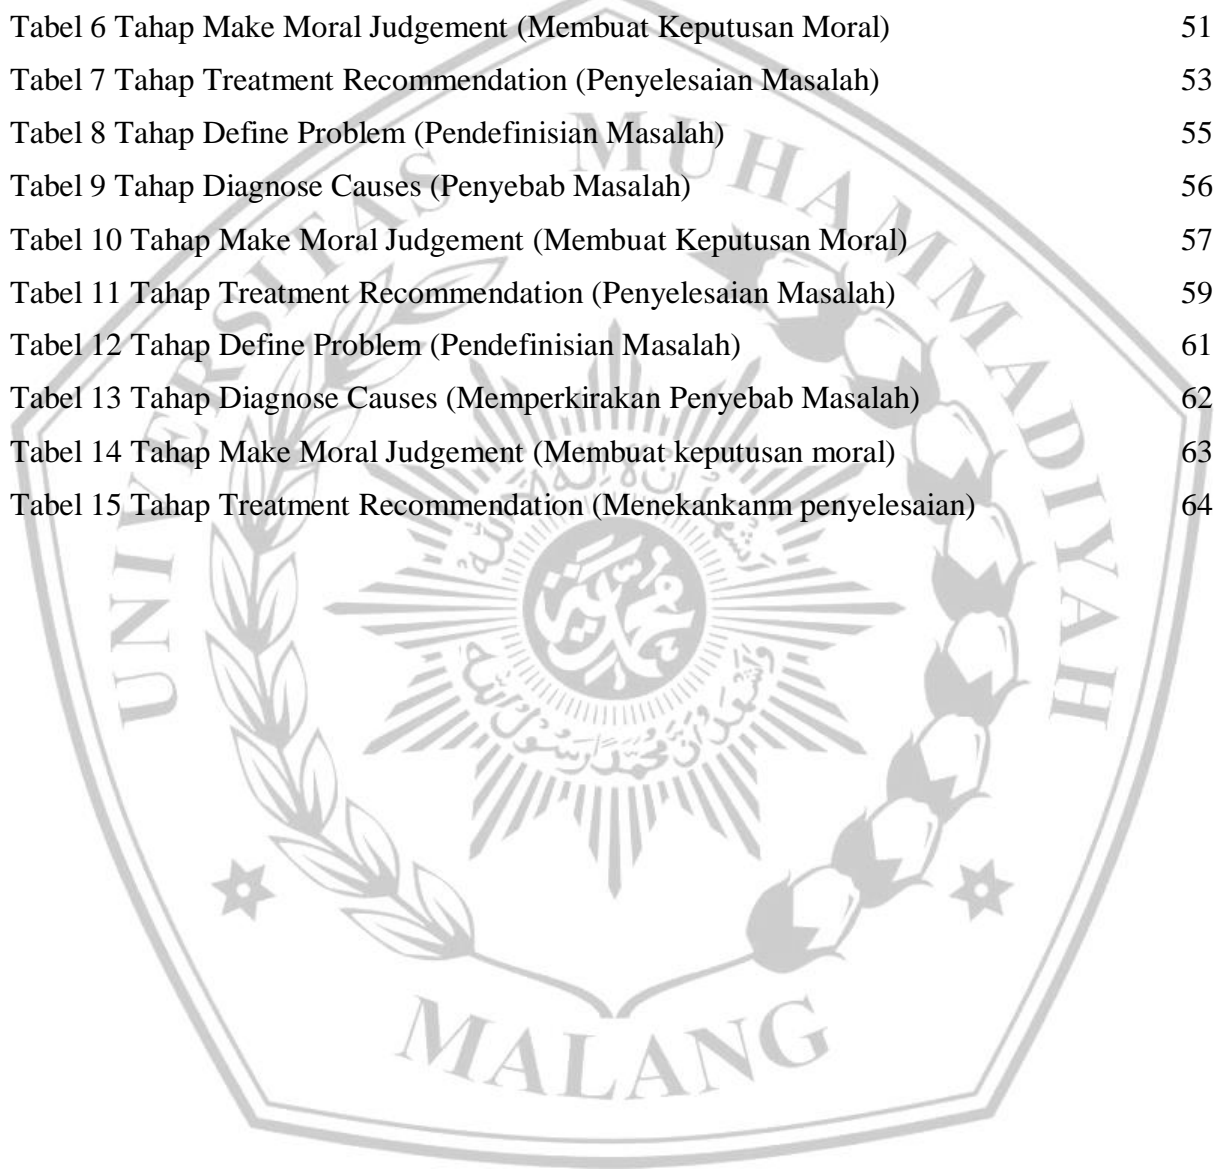 Tabel 6 Tahap Make Moral Judgement (Membuat Keputusan Moral) 51
Tabel 7 Tahap Treatment Recommendation (Penyelesaian Masalah) 53
Tabel 8 Tahap Define Problem (Pendefinisian Masalah) 55
Tabel 9 Tahap Diagnose Causes (Penyebab Masalah) 56
Tabel 10 Tahap Make Moral Judgement (Membuat Keputusan Moral) 57
Tabel 11 Tahap Treatment Recommendation (Penyelesaian Masalah) 59
Tabel 12 Tahap Define Problem (Pendefinisian Masalah) 61
Tabel 13 Tahap Diagnose Causes (Memperkirakan Penyebab Masalah) 62
Tabel 14 Tahap Make Moral Judgement (Membuat keputusan moral) 63
Tabel 15 Tahap Treatment Recommendation (Menekankanm penyelesaian) 64
UNIVERSITAS MUHAMMADIYAH
MALANG